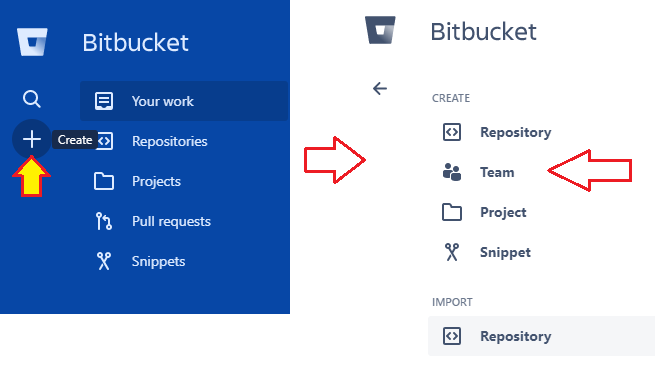 Bitbucket
Your work
Create
Repositories
Projects
Pull requests
Snippets
Bitbucket
CREATE
Repository
Team
Project
Snippet
IMPORT
Repository